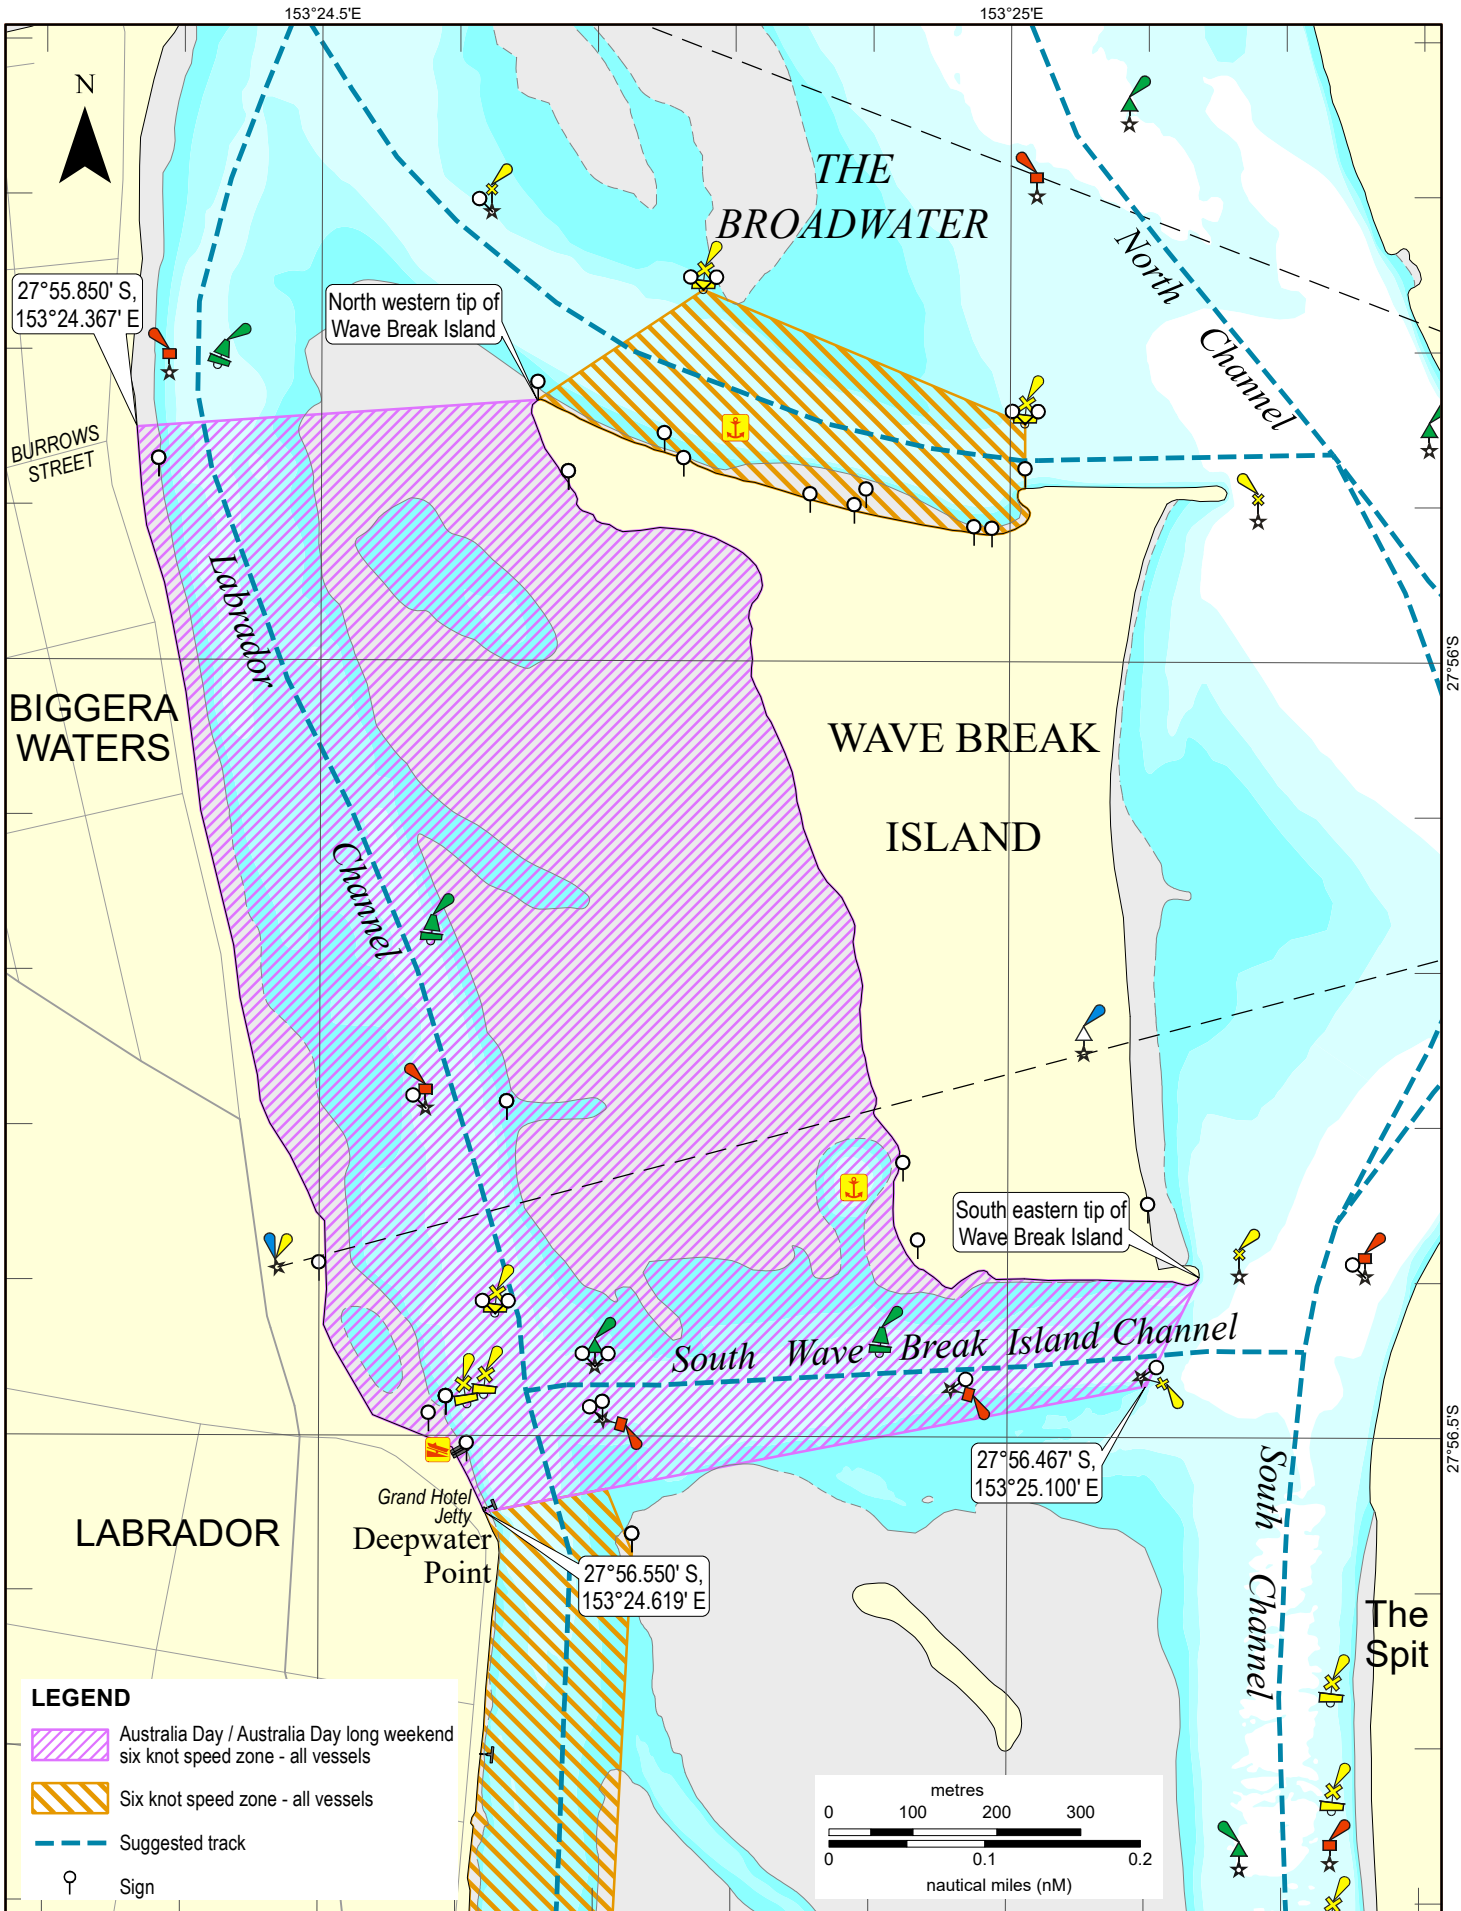 153°24.5'E
153°25'E
N
THE
BROADWATER
North
Channel
27°55.850' S,
153°24.367' E
North western tip of
Wave Break Island
BURROWS
STREET
Labrador
Channel
27°56'S
BIGGERA
WATERS
WAVE BREAK
ISLAND
South eastern tip of
Wave Break Island
South Wave Break Island Channel
27°56.467' S,
153°25.100' E
27°56.5'S
South
Channel
Grand Hotel
Jetty
Deepwater
Point
LABRADOR
27°56.550' S,
153°24.619' E
The
Spit
LEGEND
Australia Day / Australia Day long weekend
six knot speed zone - all vessels
Six knot speed zone - all vessels
Suggested track
Sign
metres
0 100 200 300
0 0.1 0.2
nautical miles (nM)